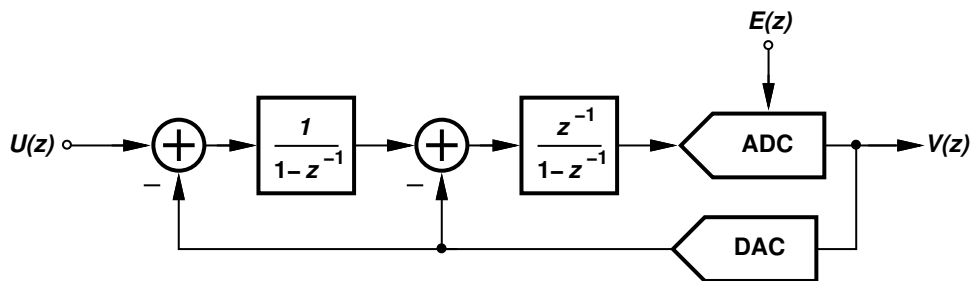 E(z)
U(z)
1
1 – z⁻¹
z⁻¹
1 – z⁻¹
ADC
V(z)
–
–
DAC